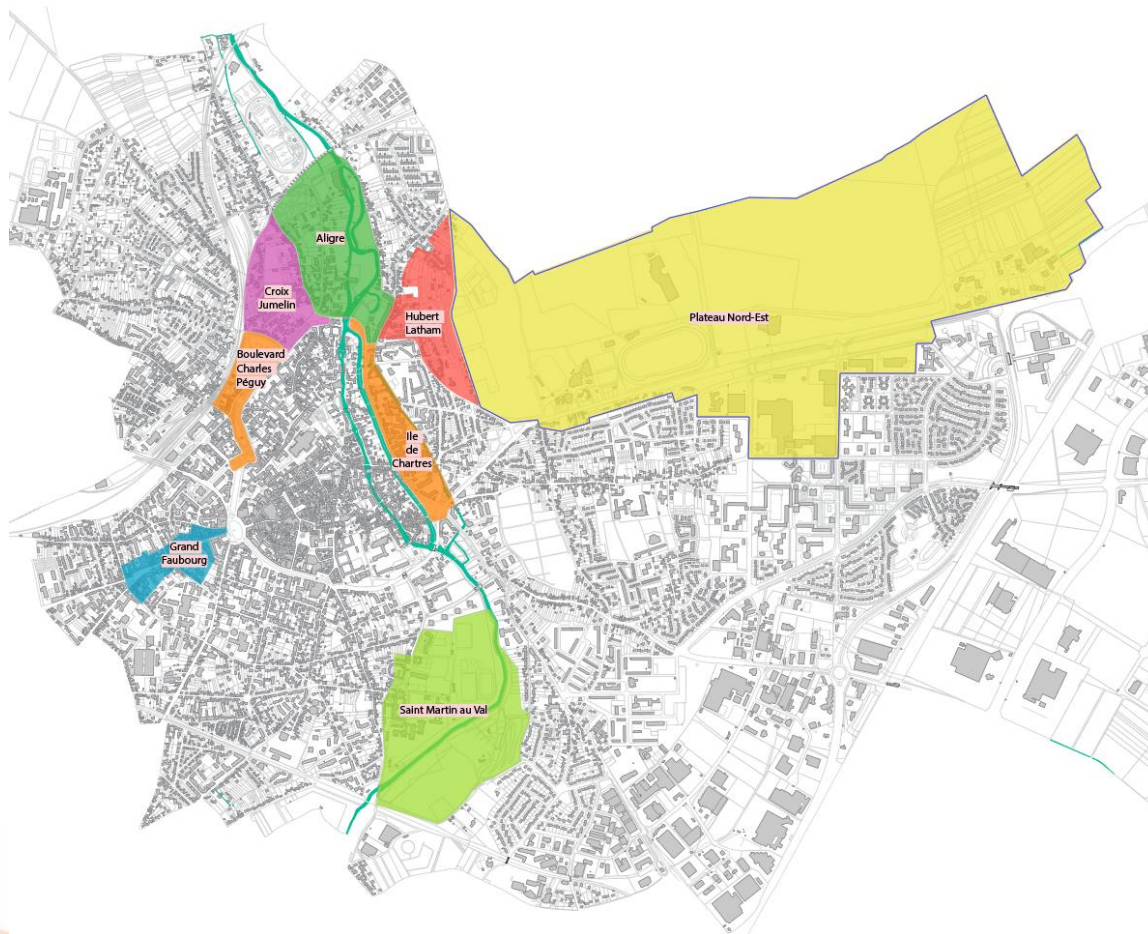 Aligre
Croix
Jumelin
Hubert
Latham
Plateau Nord-Est
Boulevard
Charles
Péguy
Ile
de
Chartres
Grand
Faubourg
Saint Martin au Val